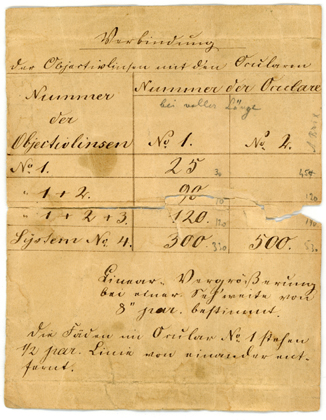 Verbindung
der Objectivlinsen mit den Ocularen
Nummer der Objectivlinsen
Nummer der Oculare
bei voller Länge
No 1. No 2.
No 1. 25 30
" 1 + 2. 90
" 1 + 2 + 3 120.
System No 4. 300. 500.
Linear-Vergrößerung
bei einer Sehweite von
8" par. bestimmt.
Die Fäden im Ocular No 1 stehen
1/2 par. Linie von einander ent-
fernt.